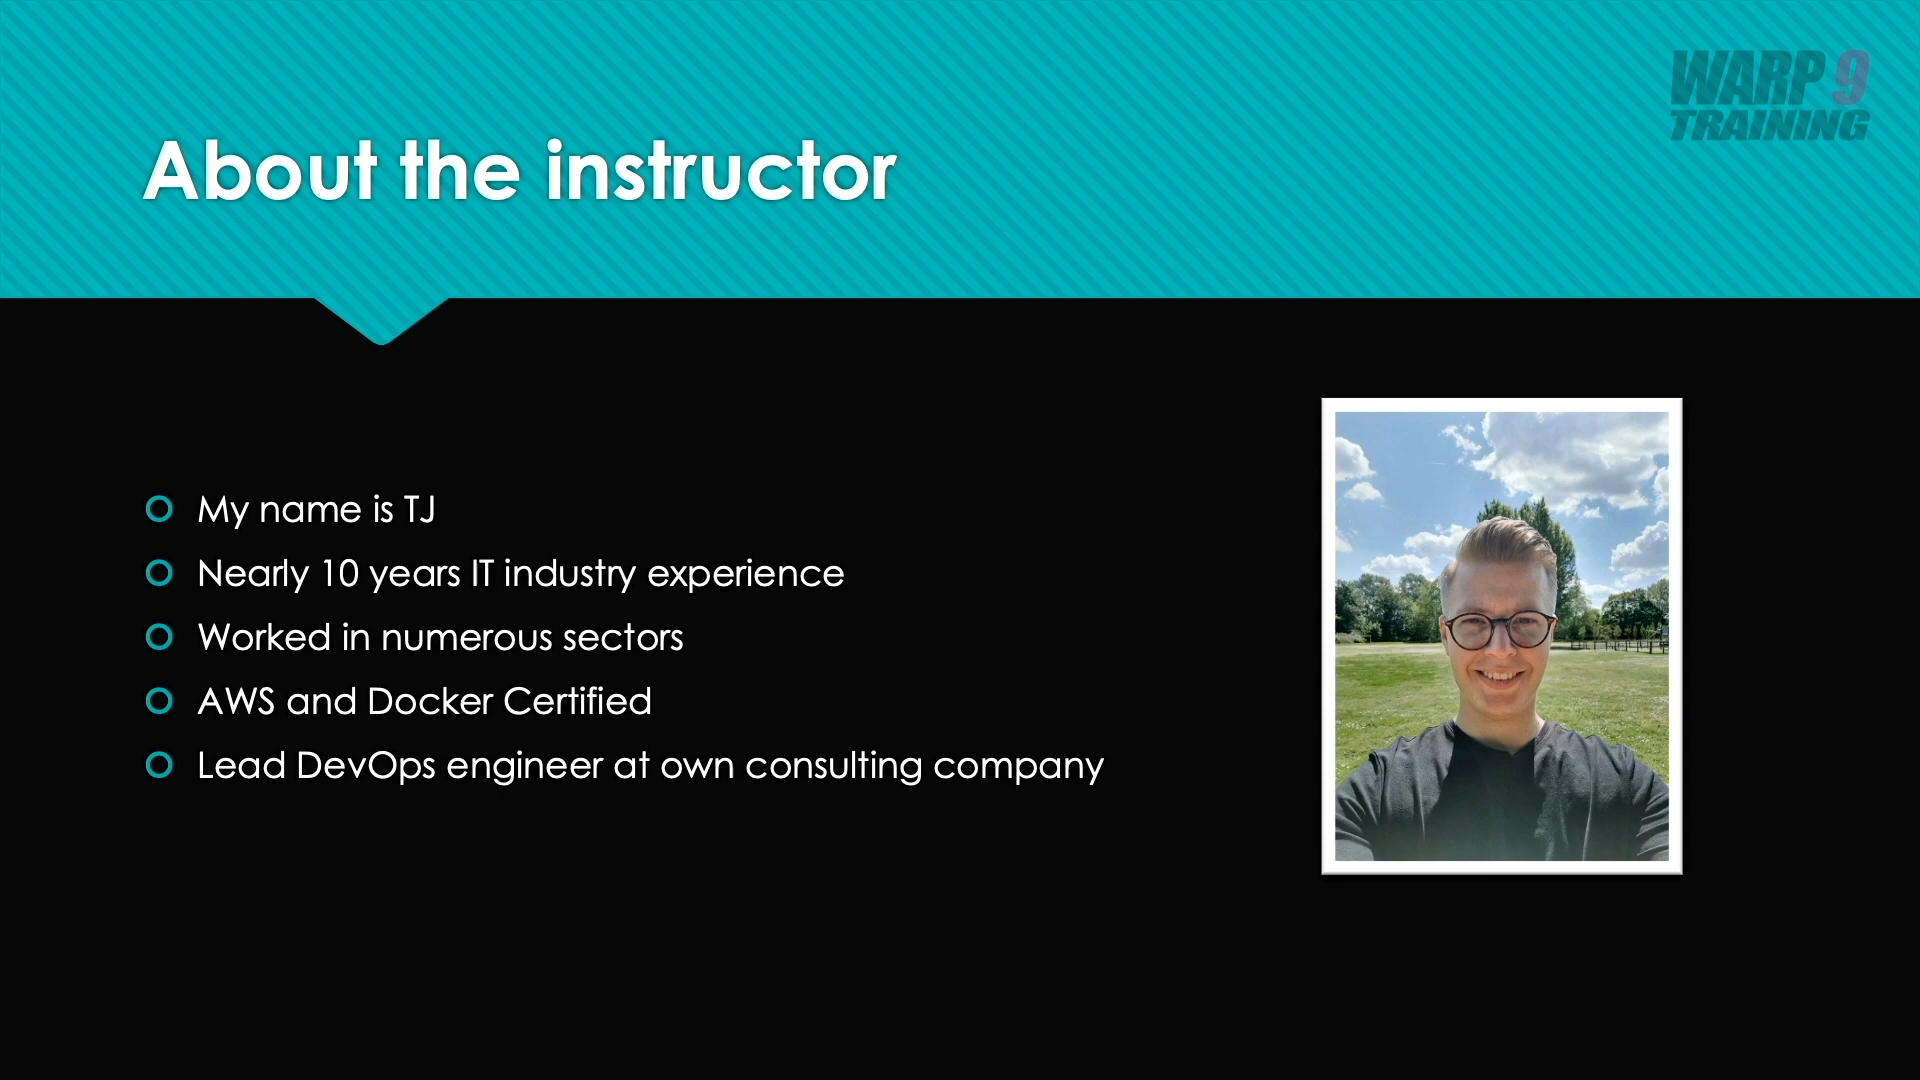 WARP 9
TRAINING
About the instructor
My name is TJ
Nearly 10 years IT industry experience
Worked in numerous sectors
AWS and Docker Certified
Lead DevOps engineer at own consulting company